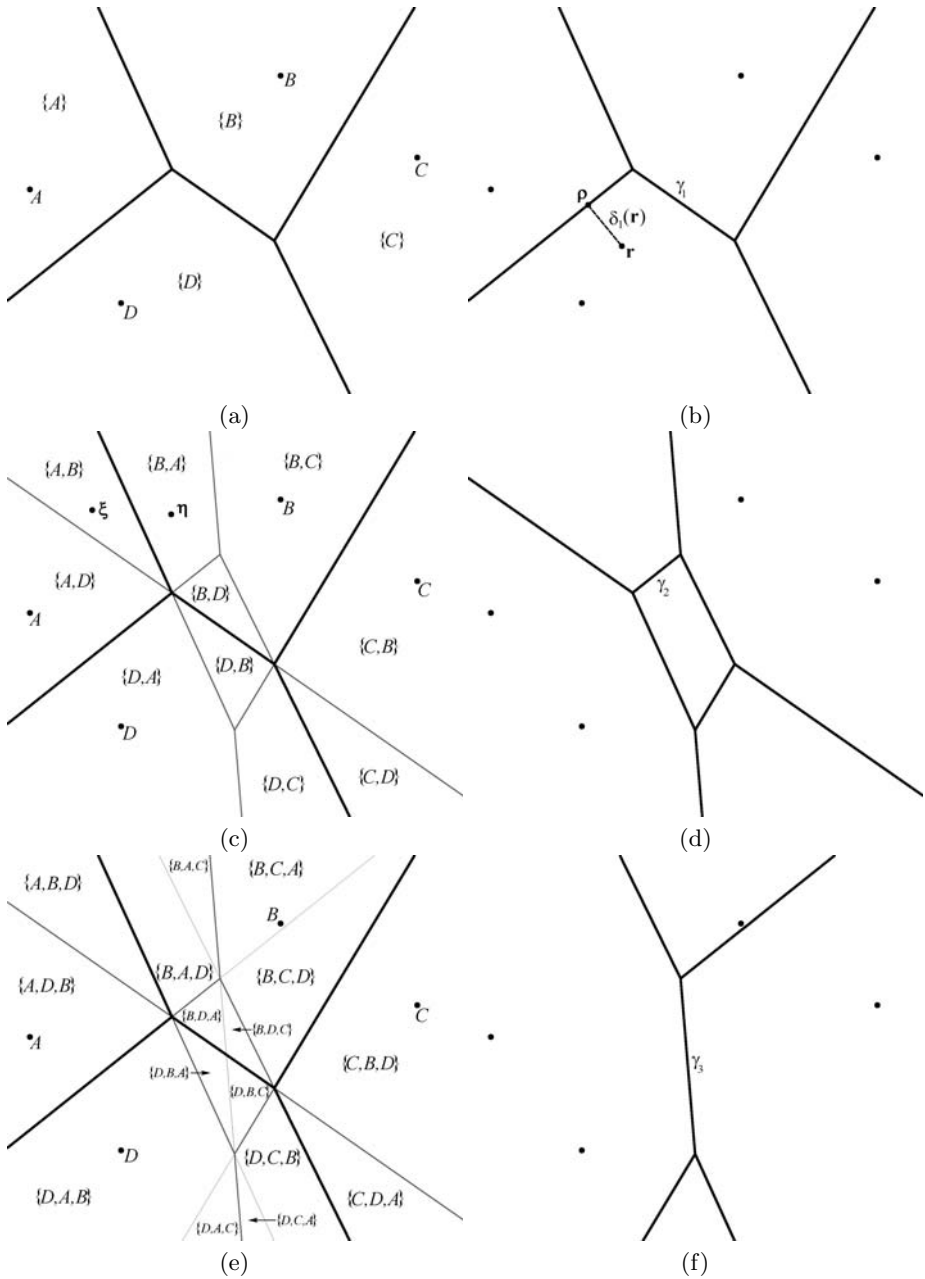 B
{A}
{B}
C
A
{C}
{D}
D
γ₁
ρ
δ₁(r)
r
(a)
(b)
{A,B}
{B,A}
{B,C}
ξ
η
B
{A,D}
{B,D}
γ₂
C
A
{C,B}
{D,B}
{D,A}
D
{D,C}
{C,D}
(c)
(d)
{B,A,C}
{B,C,A}
{A,B,D}
B
{B,A,D}
{B,C,D}
{A,D,B}
{B,D,A}
C
{B,D,C}
A
{C,B,D}
γ₃
{D,B,A}
{D,B,C}
D
{D,C,B}
{D,A,B}
{C,D,A}
{D,C,A}
{D,A,C}
(e)
(f)